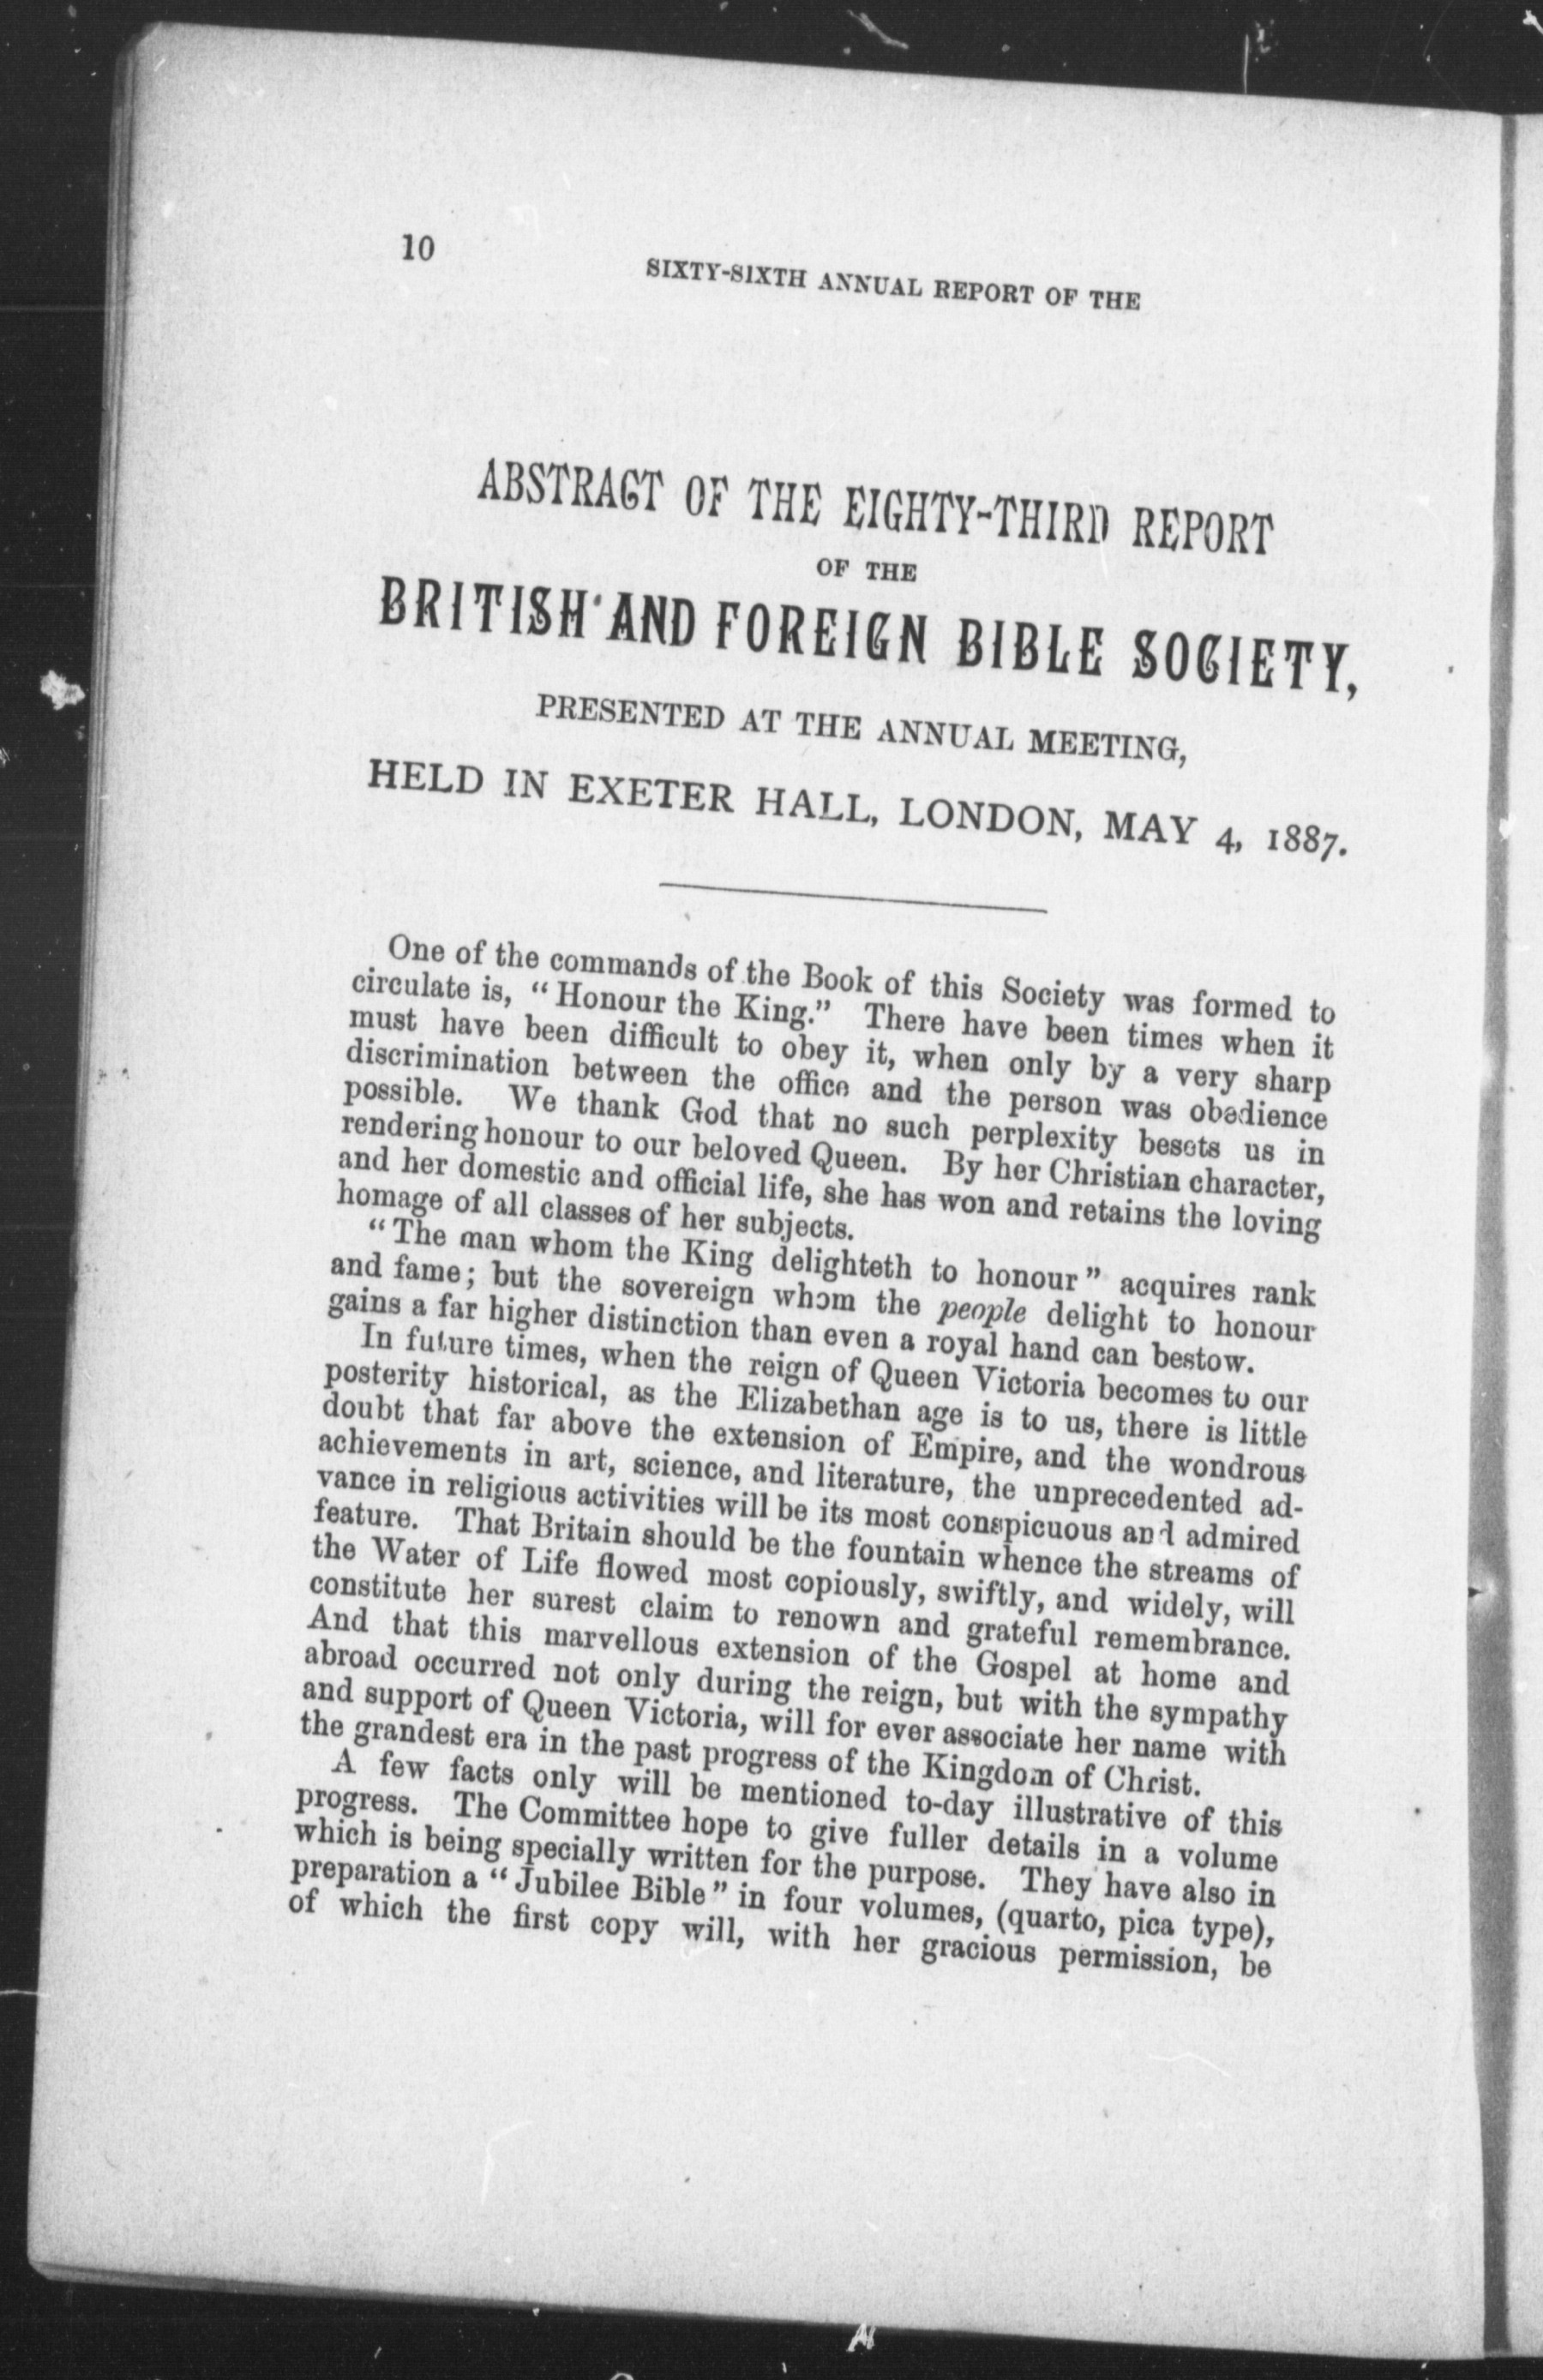 10
SIXTY-SIXTH ANNUAL REPORT OF THE
ABSTRACT OF THE EIGHTY-THIRD REPORT
OF THE
BRITISH AND FOREIGN BIBLE SOCIETY,
PRESENTED AT THE ANNUAL MEETING,
HELD IN EXETER HALL, LONDON, MAY 4, 1887.
One of the commands of the Book of this Society was formed to
circulate is, "Honour the King." There have been times when it
must have been difficult to obey it, when only by a very sharp
discrimination between the office and the person was obedience
possible. We thank God that no such perplexity besets us in
rendering honour to our beloved Queen. By her Christian character,
and her domestic and official life, she has won and retains the loving
homage of all classes of her subjects.
"The man whom the King delighteth to honour" acquires rank
and fame; but the sovereign whom the people delight to honour
gains a far higher distinction than even a royal hand can bestow.
In future times, when the reign of Queen Victoria becomes to our
posterity historical, as the Elizabethan age is to us, there is little
doubt that far above the extension of Empire, and the wondrous
achievements in art, science, and literature, the unprecedented ad-
vance in religious activities will be its most conspicuous and admired
feature. That Britain should be the fountain whence the streams of
the Water of Life flowed most copiously, swiftly, and widely, will
constitute her surest claim to renown and grateful remembrance.
And that this marvellous extension of the Gospel at home and
abroad occurred not only during the reign, but with the sympathy
and support of Queen Victoria, will for ever associate her name with
the grandest era in the past progress of the Kingdom of Christ.
A few facts only will be mentioned to-day illustrative of this
progress. The Committee hope to give fuller details in a volume
which is being specially written for the purpose. They have also in
preparation a "Jubilee Bible" in four volumes, (quarto, pica type),
of which the first copy will, with her gracious permission, be